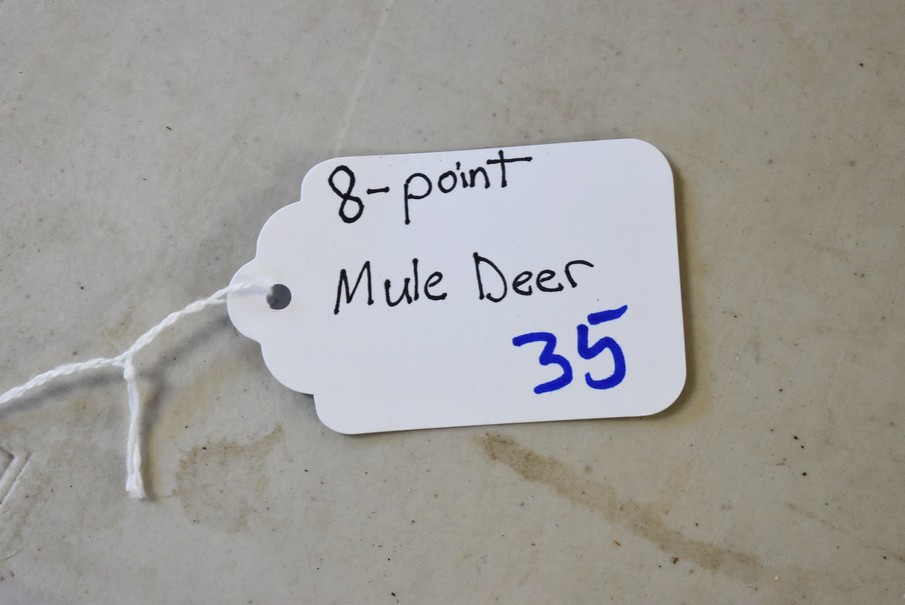 8-point
Mule Deer
35